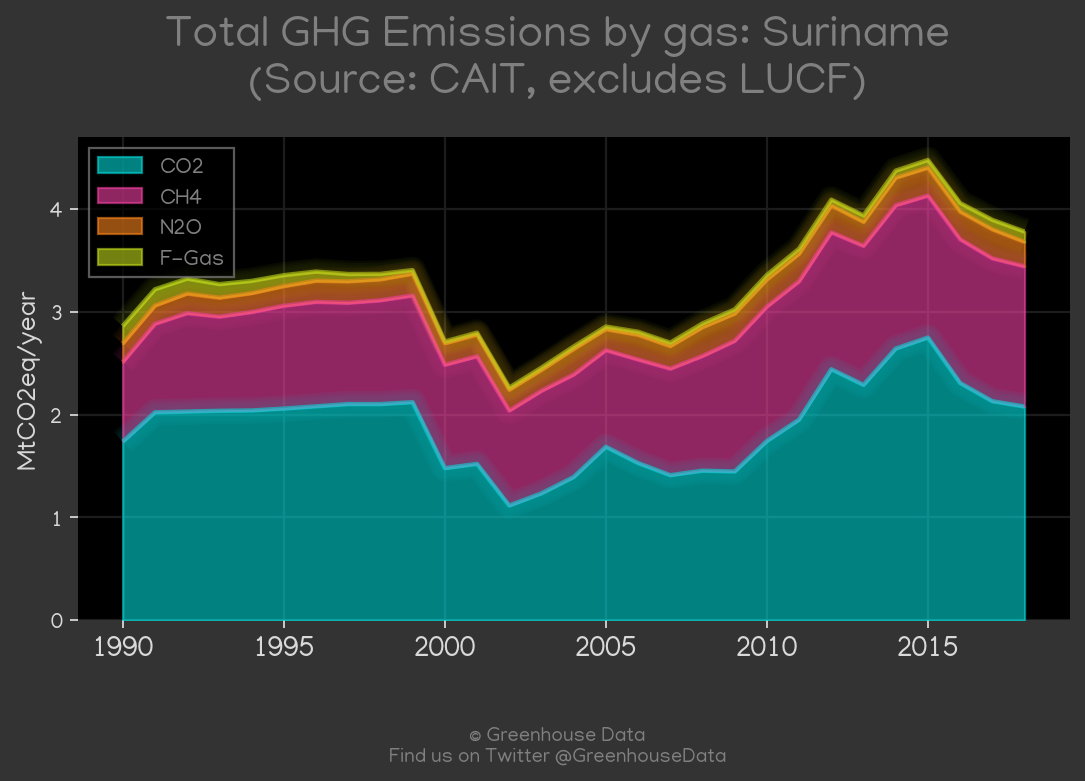 Total GHG Emissions by gas: Suriname
(Source: CAIT, excludes LUCF)
CO2
CH4
N2O
F-Gas
MtCO2eq/year
4
3
2
1
0
1990 1995 2000 2005 2010 2015
© Greenhouse Data
Find us on Twitter @GreenhouseData